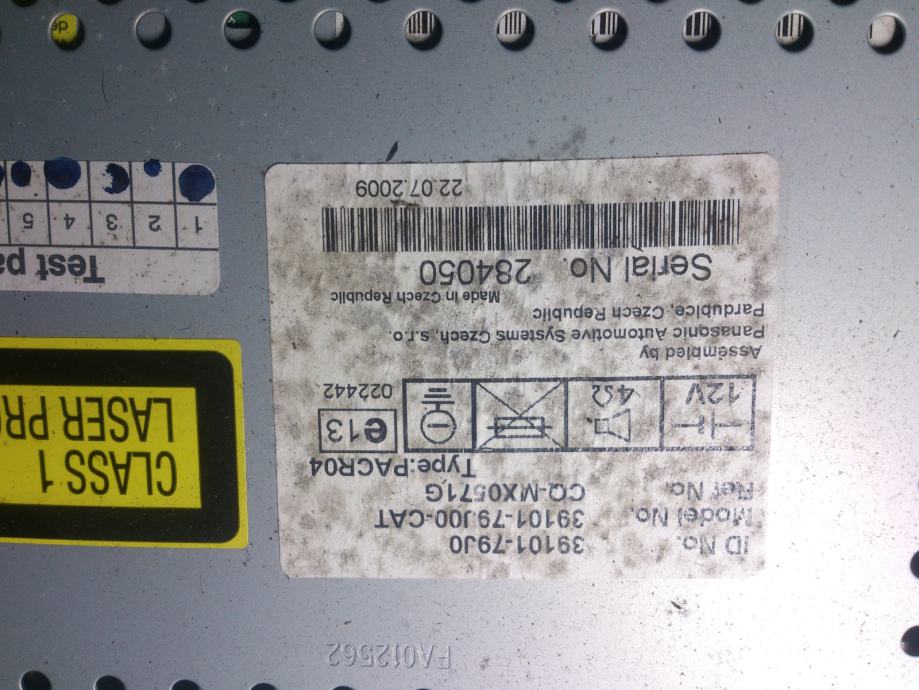 ID No. 39101-79J0
Model No. 39101-79J00-CAT
Ref No. CQ-MX0571G
Type:PACR04
12V 4Ω e13 022442
Assembled by
Panasonic Automotive Systems Czech, s.r.o.
Pardubice, Czech Republic
Made in Czech Republic
Serial No. 284050
22.07.2009
CLASS 1
LASER PRO
Test pa
1 2 3 4 5
FA012562